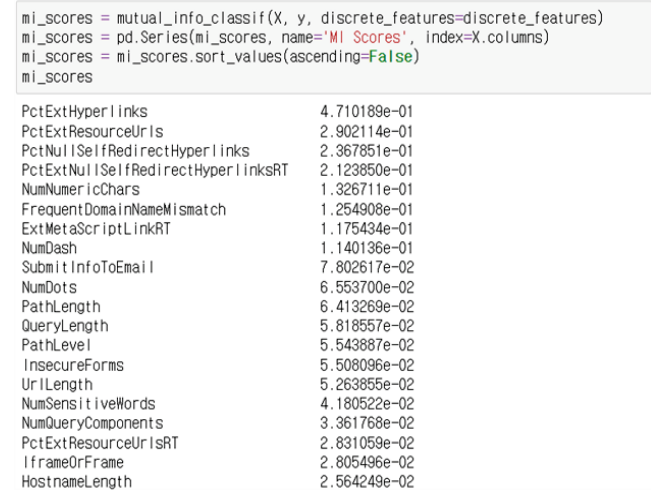 mi_scores = mutual_info_classif(X, y, discrete_features=discrete_features)
mi_scores = pd.Series(mi_scores, name='MI Scores', index=X.columns)
mi_scores = mi_scores.sort_values(ascending=False)
mi_scores
PctExtHyperlinks 4.710189e-01
PctExtResourceUrls 2.902114e-01
PctNullSelfRedirectHyperlinks 2.367851e-01
PctExtNullSelfRedirectHyperlinksRT 2.123850e-01
NumNumericChars 1.326711e-01
FrequentDomainNameMismatch 1.254908e-01
ExtMetaScriptLinkRT 1.175434e-01
NumDash 1.140136e-01
SubmitInfoToEmail 7.802617e-02
NumDots 6.553700e-02
PathLength 6.413269e-02
QueryLength 5.818557e-02
PathLevel 5.543887e-02
InsecureForms 5.508096e-02
UrlLength 5.263855e-02
NumSensitiveWords 4.180522e-02
NumQueryComponents 3.361768e-02
PctExtResourceUrlsRT 2.831059e-02
IframeOrFrame 2.805496e-02
HostnameLength 2.564249e-02